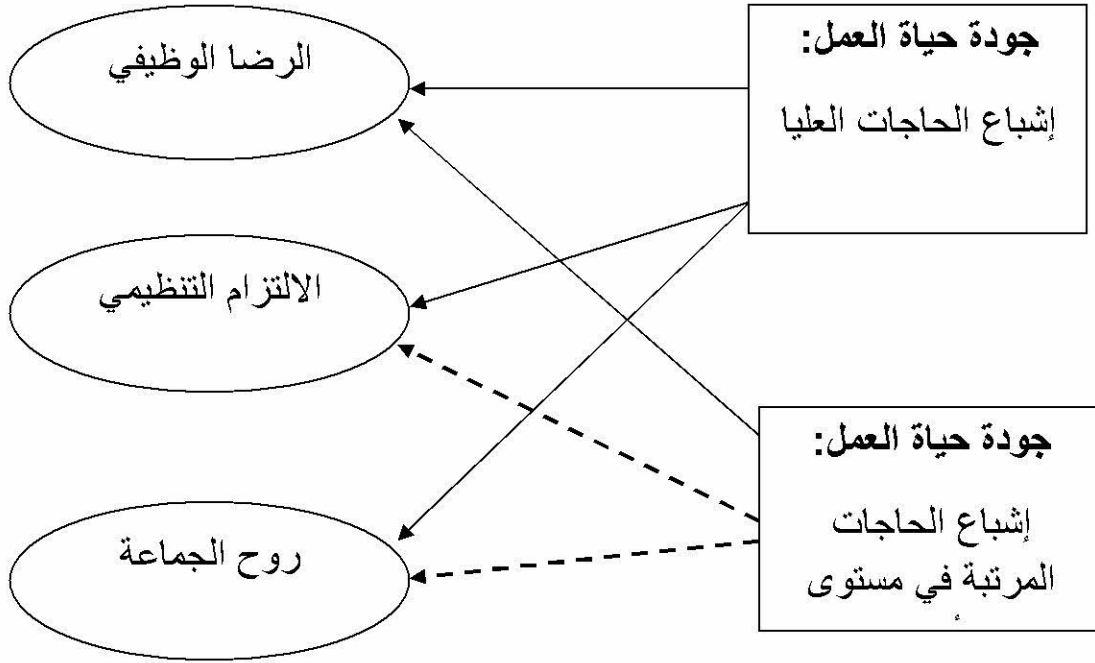 جودة حياة العمل:
إشباع الحاجات العليا
الرضا الوظيفي
الالتزام التنظيمي
جودة حياة العمل:
إشباع الحاجات
المرتبة في مستوى
روح الجماعة